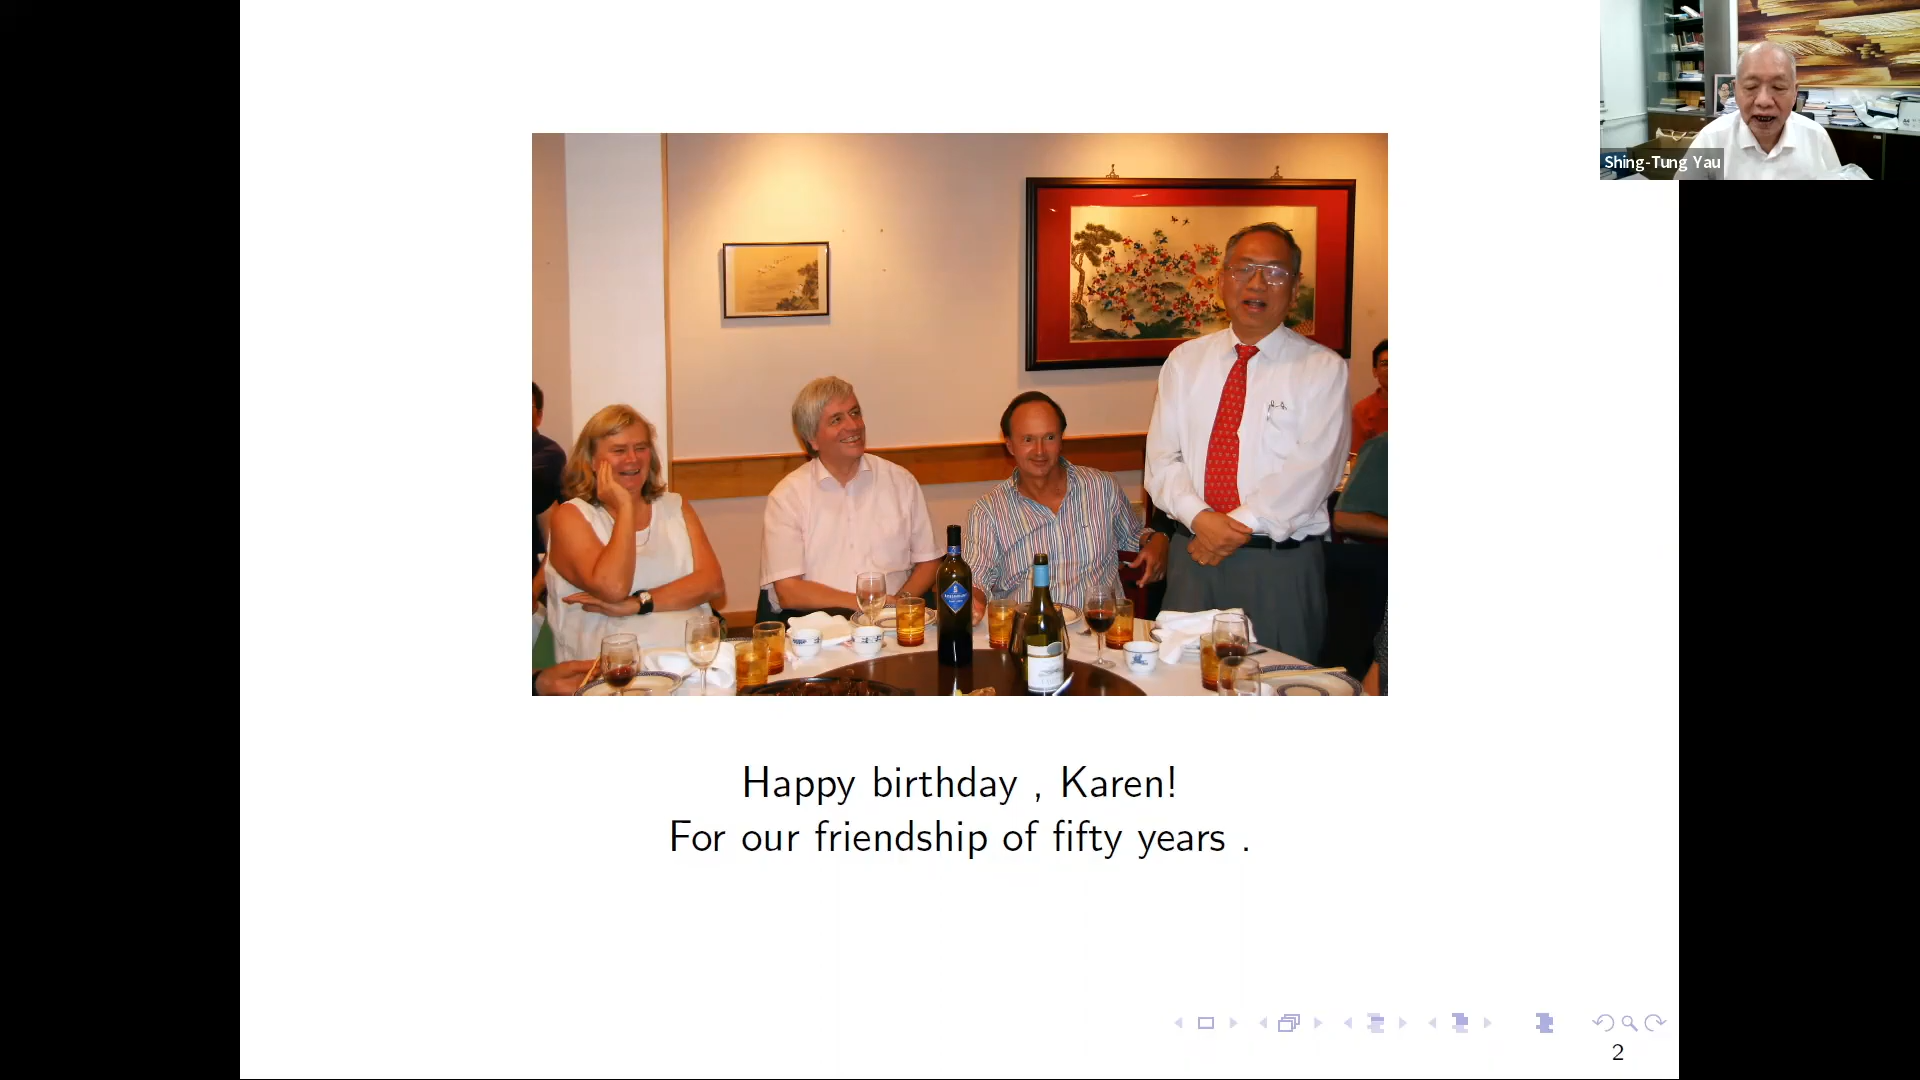 Shing-Tung Yau
Happy birthday , Karen!
For our friendship of fifty years .
2